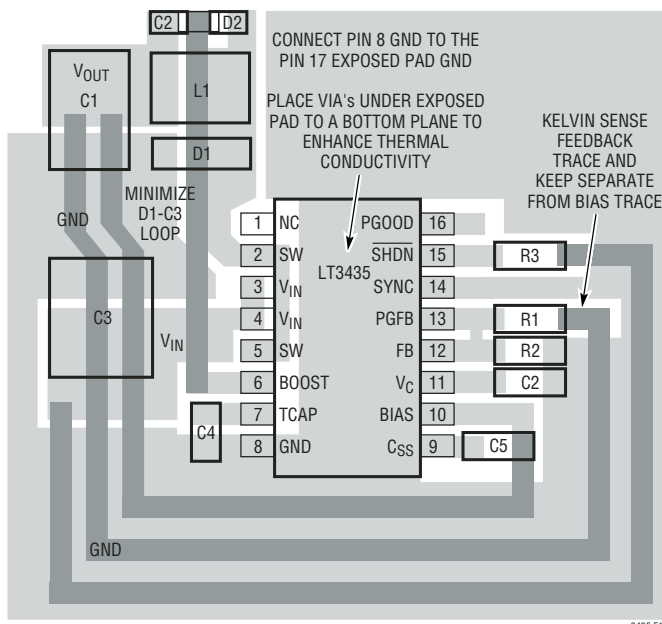 C2 D2
CONNECT PIN 8 GND TO THE
PIN 17 EXPOSED PAD GND
VOUT
C1
L1
PLACE VIA's UNDER EXPOSED
PAD TO A BOTTOM PLANE TO
ENHANCE THERMAL
CONDUCTIVITY
KELVIN SENSE
FEEDBACK
TRACE AND
KEEP SEPARATE
FROM BIAS TRACE
D1
MINIMIZE
D1-C3
LOOP
GND
1 NC PGOOD 16
2 SW SHDN 15 R3
LT3435
3 VIN SYNC 14
C3
VIN
4 VIN PGFB 13 R1
5 SW FB 12 R2
6 BOOST VC 11 C2
7 TCAP BIAS 10
C4
8 GND CSS 9 C5
GND